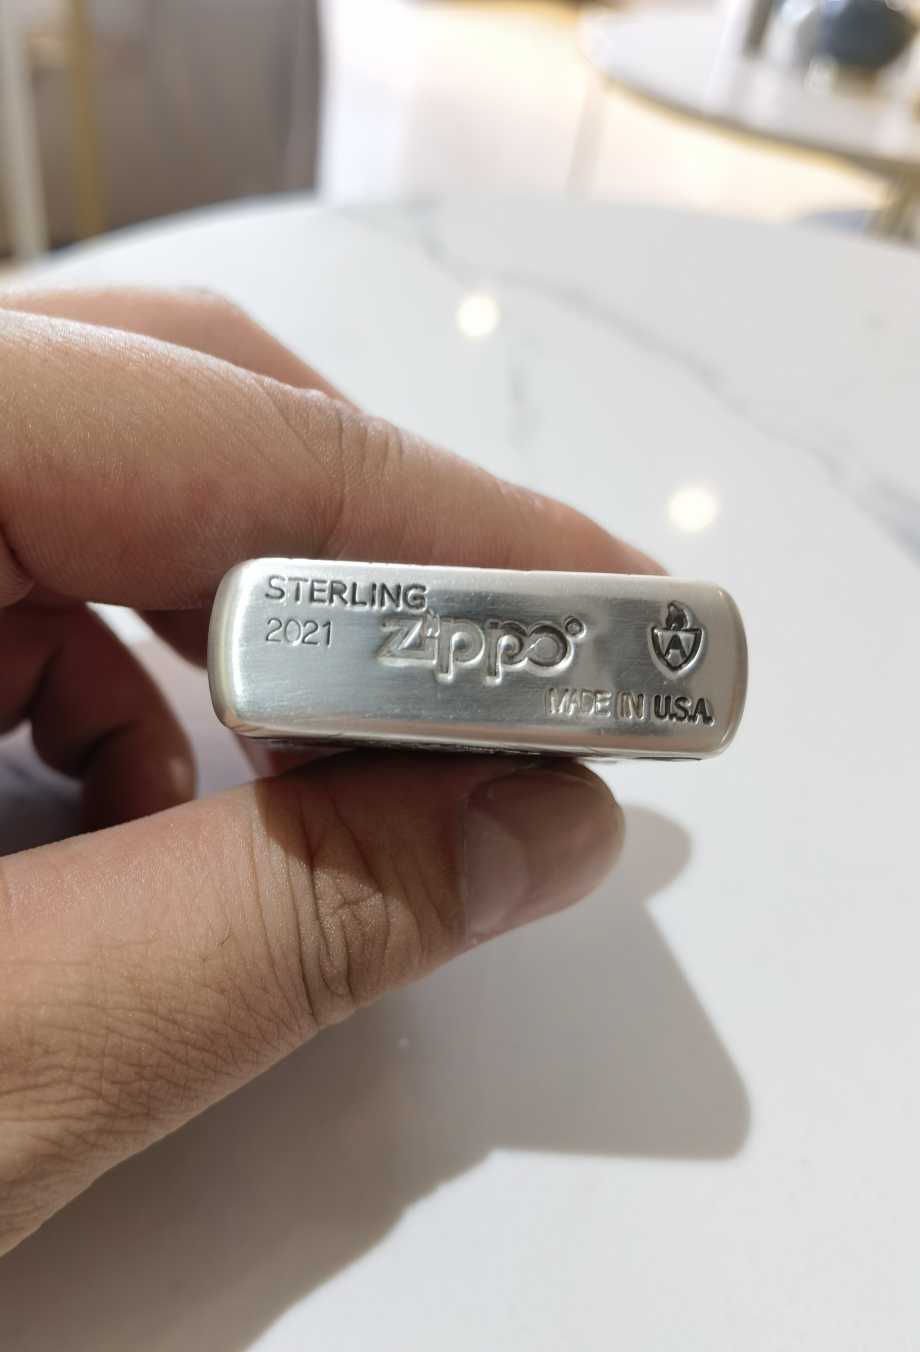 STERLING
2021
zippo
A
MADE IN U.S.A.